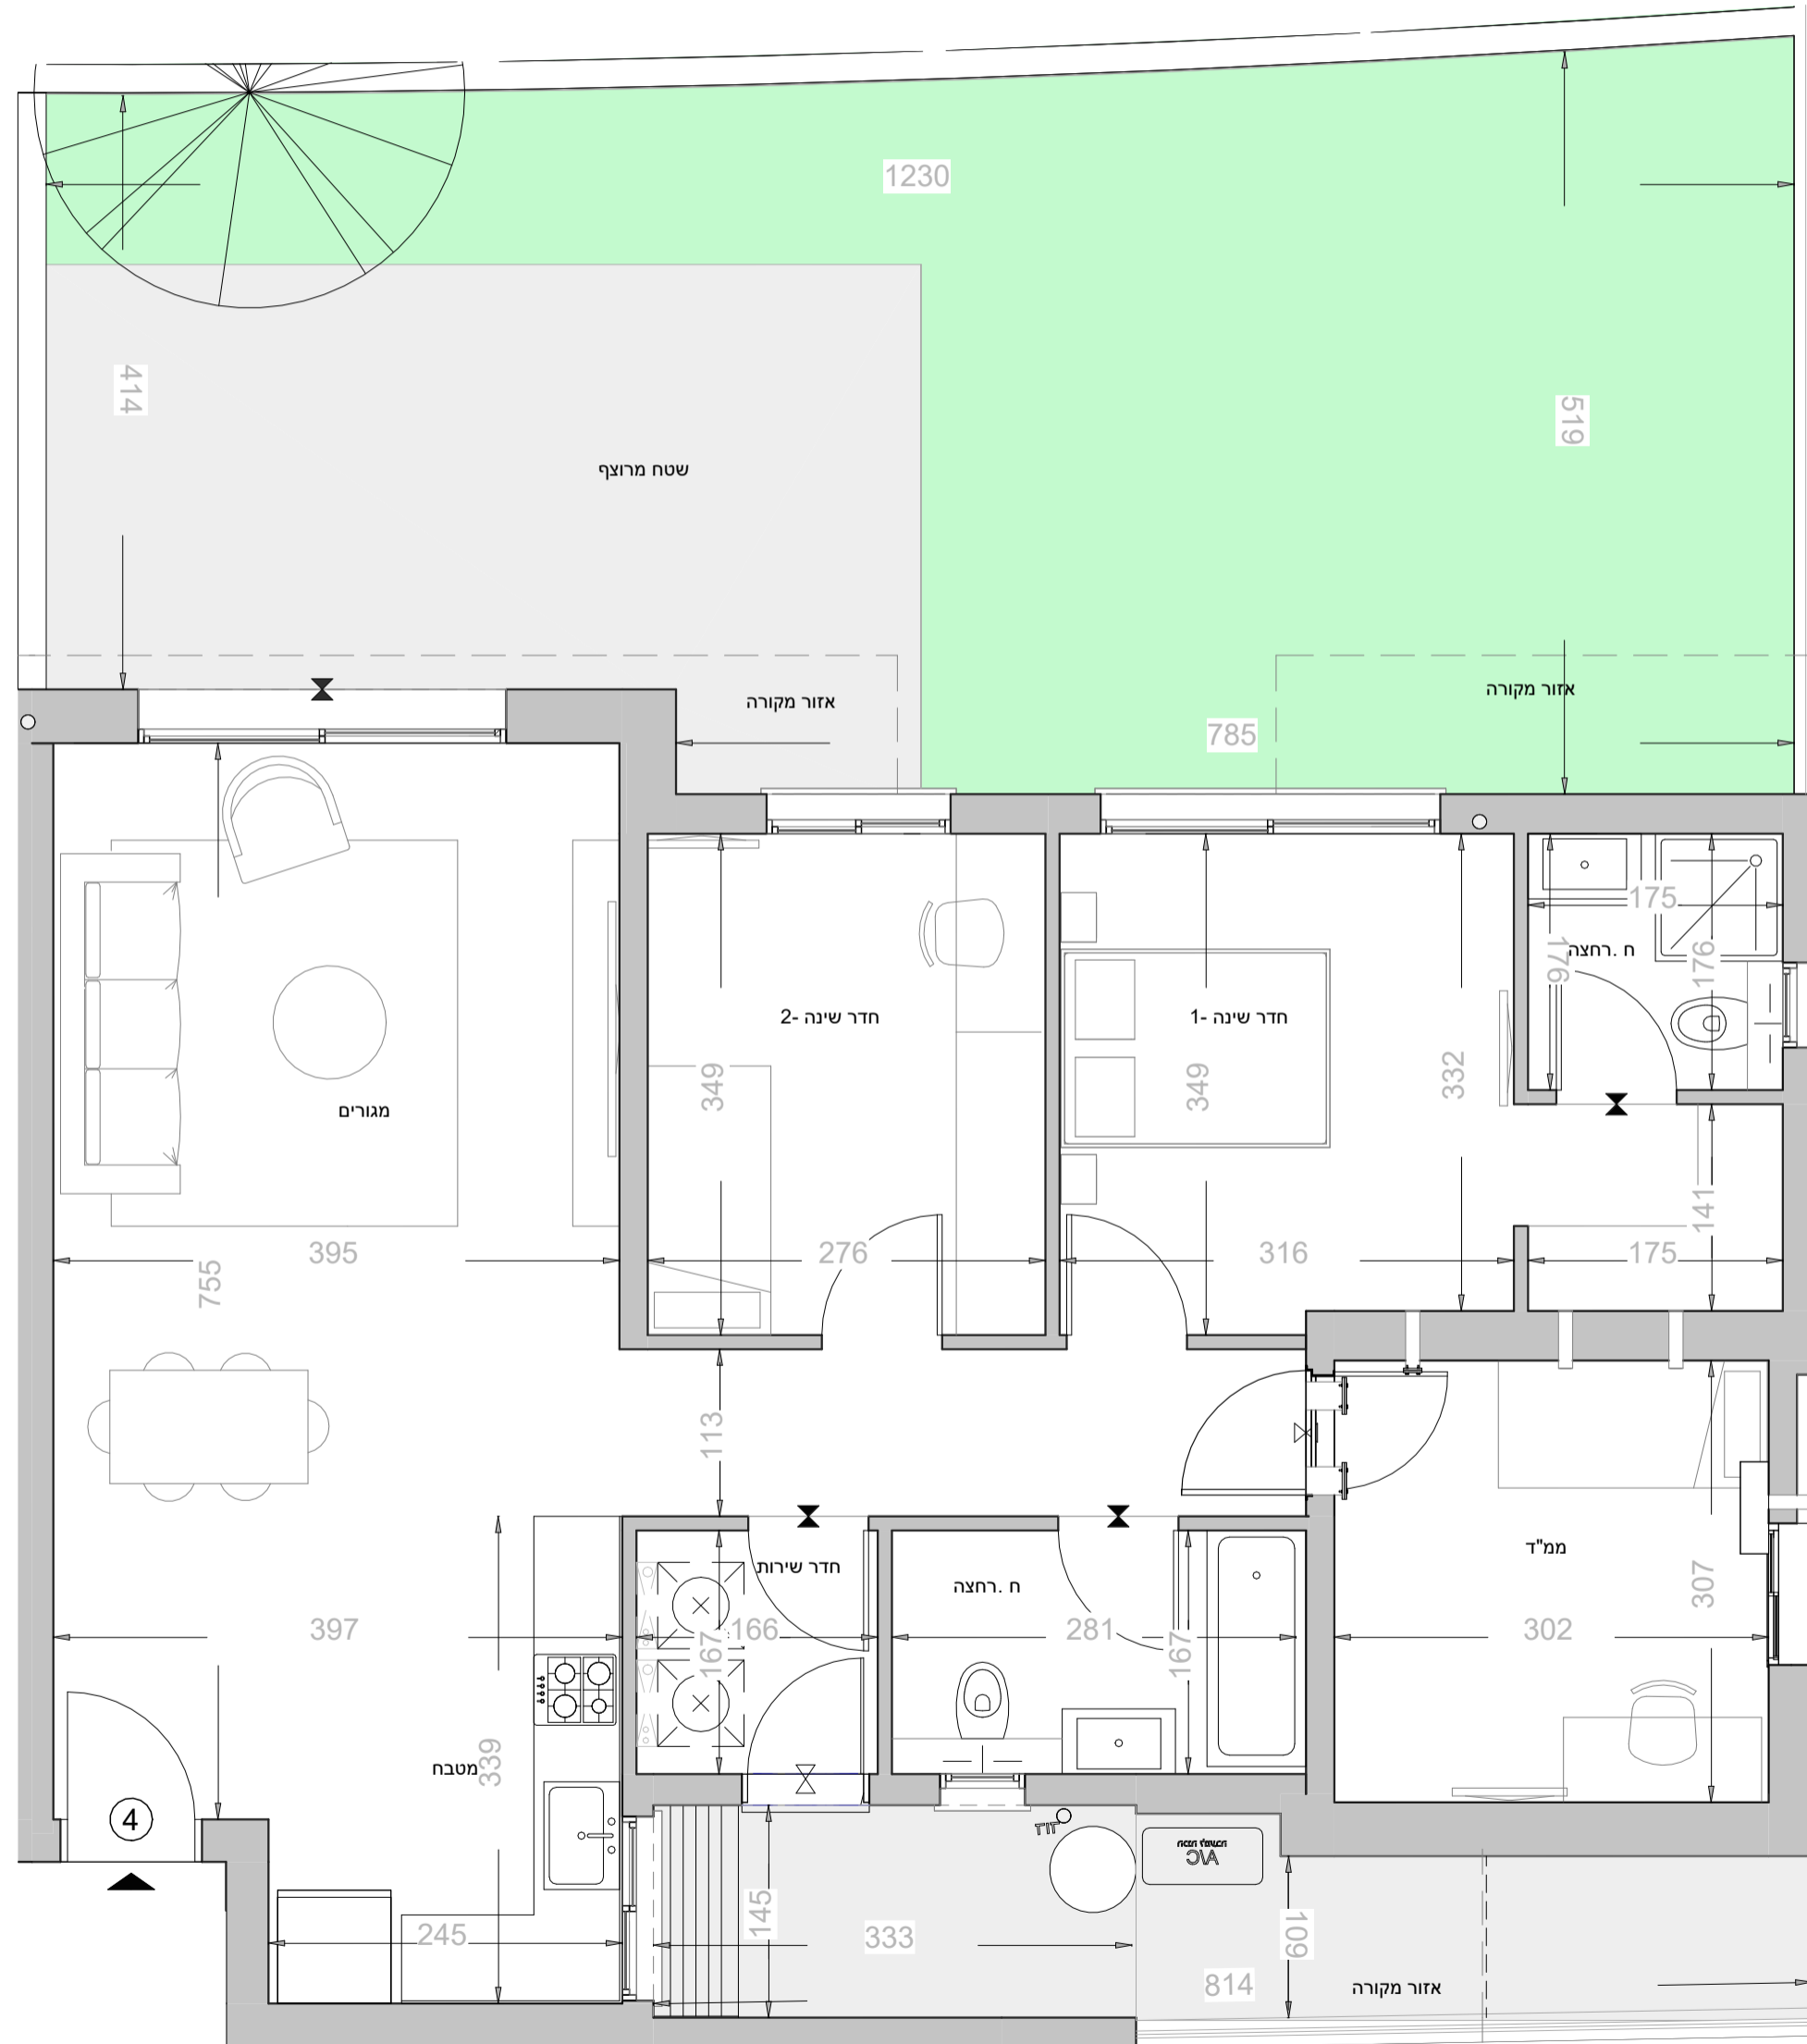 1230
414
519
שטח מרוצף
אזור מקורה
אזור מקורה
785
175
ח .רחצה
176
176
חדר שינה -2
חדר שינה -1
349
349
332
מגורים
141
395
276
316
175
755
113
חדר שירות
ח .רחצה
ממ"ד
307
397
166
167
281
167
302
מטבח
339
4
דוד
A/C
245
145
333
109
814
אזור מקורה